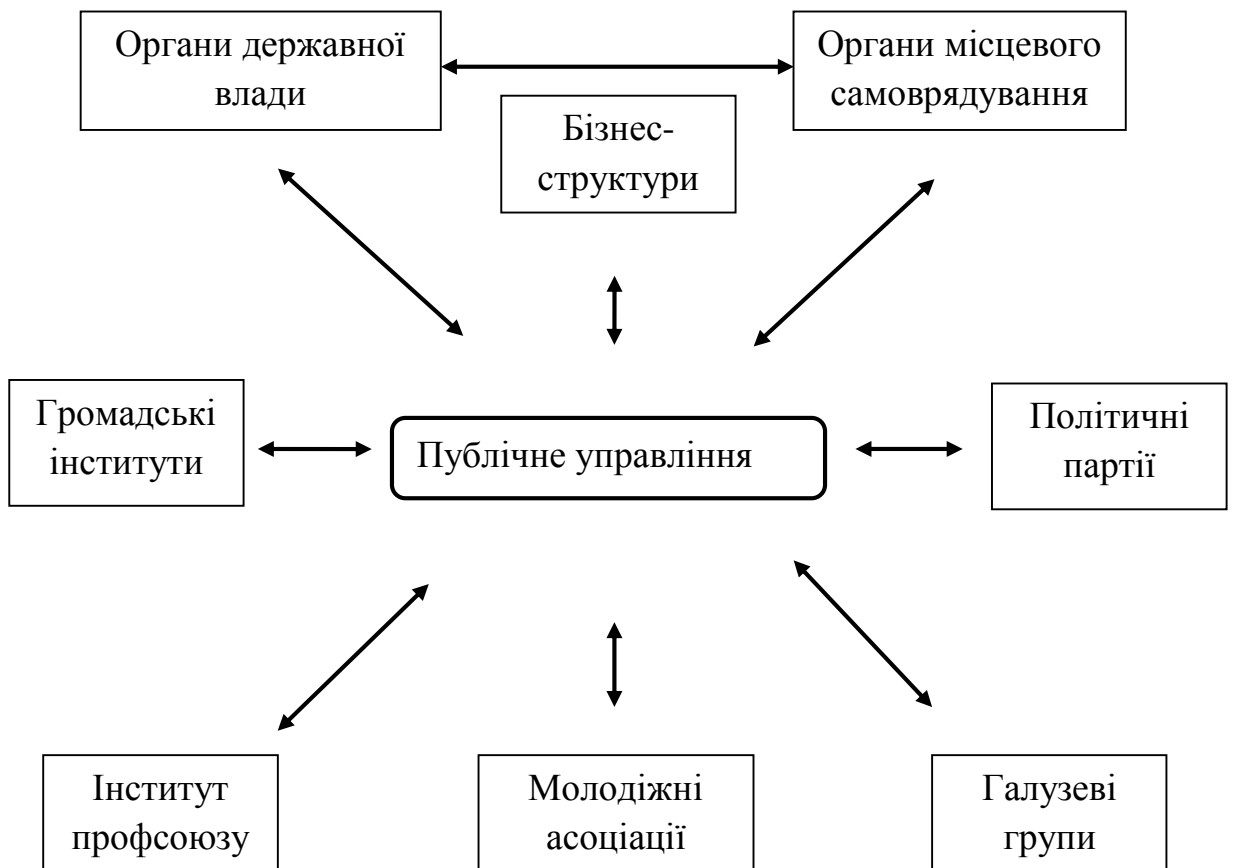 Органи державної
влади
Органи місцевого
самоврядування
Бізнес-
структури
Громадські
інститути
Публічне управління
Політичні
партії
Інститут
профсоюзу
Молодіжні
асоціації
Галузеві
групи